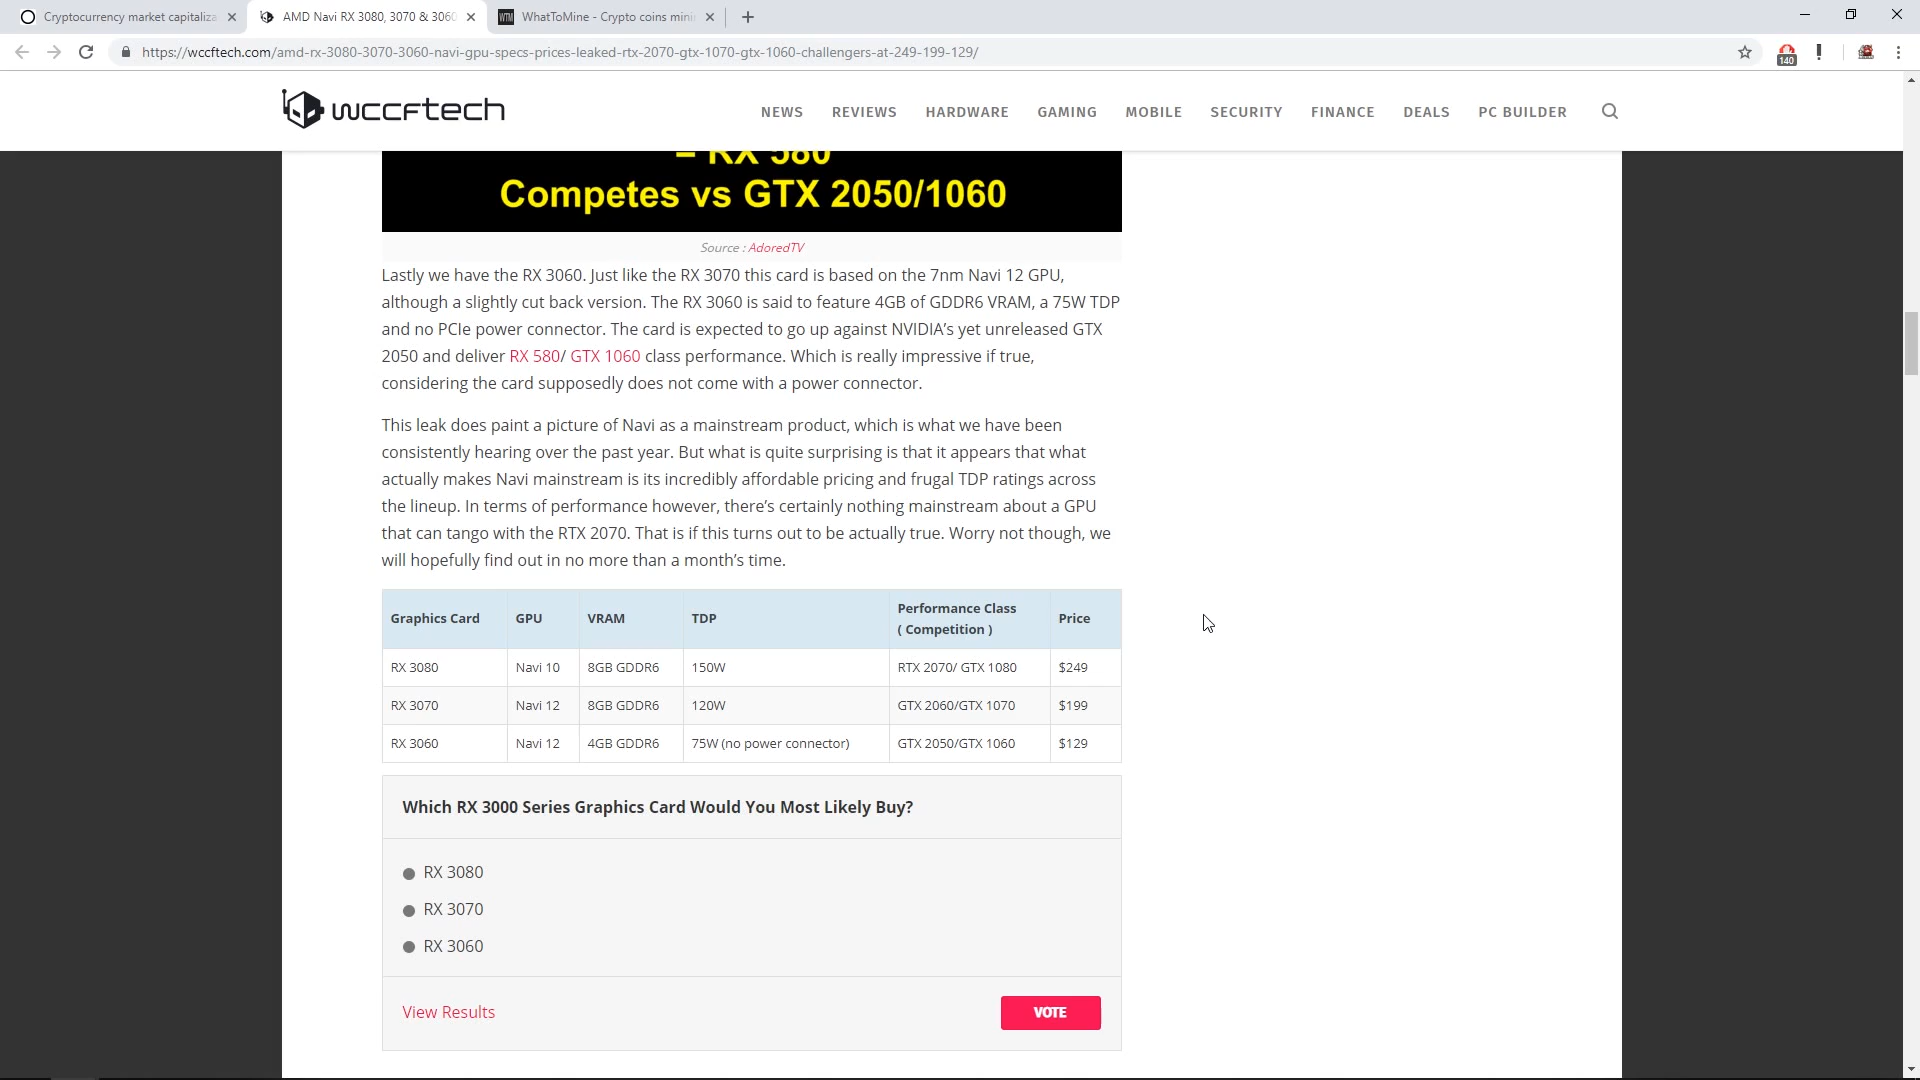 Cryptocurrency market capitaliza
AMD Navi RX 3080, 3070 & 3060
WTM WhatToMine - Crypto coins mini
https://wccftech.com/amd-rx-3080-3070-3060-navi-gpu-specs-prices-leaked-rtx-2070-gtx-1070-gtx-1060-challengers-at-249-199-129/
140
wccftech
NEWS REVIEWS HARDWARE GAMING MOBILE SECURITY FINANCE DEALS PC BUILDER
= RX 580
Competes vs GTX 2050/1060
Source : AdoredTV
Lastly we have the RX 3060. Just like the RX 3070 this card is based on the 7nm Navi 12 GPU,
although a slightly cut back version. The RX 3060 is said to feature 4GB of GDDR6 VRAM, a 75W TDP
and no PCIe power connector. The card is expected to go up against NVIDIA’s yet unreleased GTX
2050 and deliver RX 580/ GTX 1060 class performance. Which is really impressive if true,
considering the card supposedly does not come with a power connector.
This leak does paint a picture of Navi as a mainstream product, which is what we have been
consistently hearing over the past year. But what is quite surprising is that it appears that what
actually makes Navi mainstream is its incredibly affordable pricing and frugal TDP ratings across
the lineup. In terms of performance however, there’s certainly nothing mainstream about a GPU
that can tango with the RTX 2070. That is if this turns out to be actually true. Worry not though, we
will hopefully find out in no more than a month’s time.
Graphics Card GPU VRAM TDP Performance Class ( Competition ) Price
RX 3080 Navi 10 8GB GDDR6 150W RTX 2070/ GTX 1080 $249
RX 3070 Navi 12 8GB GDDR6 120W GTX 2060/GTX 1070 $199
RX 3060 Navi 12 4GB GDDR6 75W (no power connector) GTX 2050/GTX 1060 $129
Which RX 3000 Series Graphics Card Would You Most Likely Buy?
RX 3080
RX 3070
RX 3060
View Results VOTE